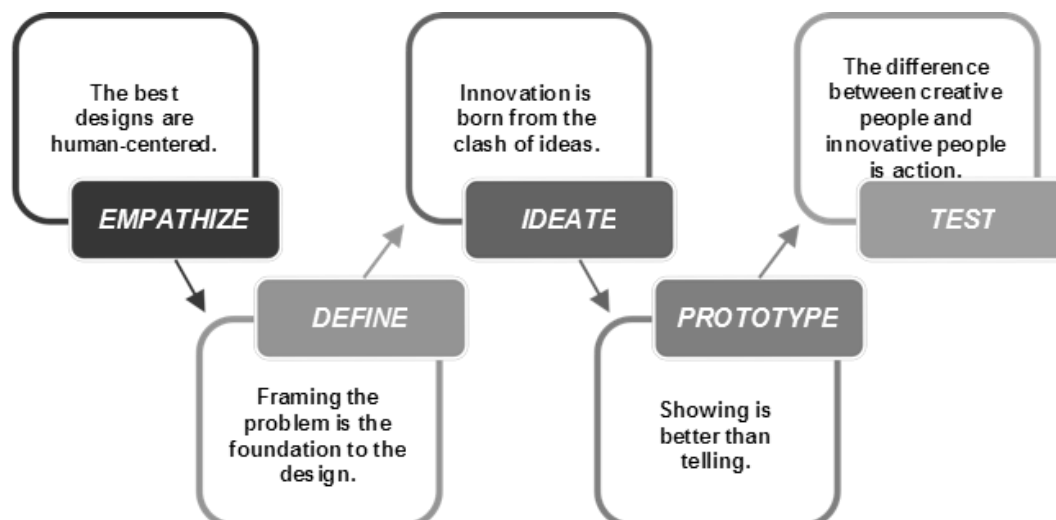 The best
designs are
human-centered.
EMPATHIZE
DEFINE
Framing the
problem is the
foundation to the
design.
Innovation is
born from the
clash of ideas.
IDEATE
PROTOTYPE
Showing is
better than
telling.
The difference
between creative
people and
innovative people
is action.
TEST